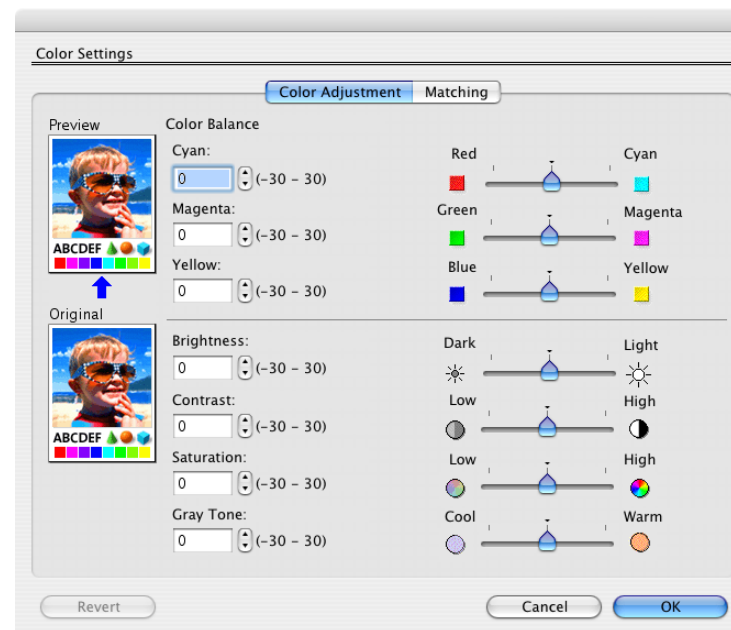 Color Settings
Color Adjustment Matching
Preview
ABCDEF
Original
ABCDEF
Color Balance
Cyan:
0 (-30 – 30)
Red Cyan
Magenta:
0 (-30 – 30)
Green Magenta
Yellow:
0 (-30 – 30)
Blue Yellow
Brightness:
0 (-30 – 30)
Dark Light
Contrast:
0 (-30 – 30)
Low High
Saturation:
0 (-30 – 30)
Low High
Gray Tone:
0 (-30 – 30)
Cool Warm
Revert Cancel OK